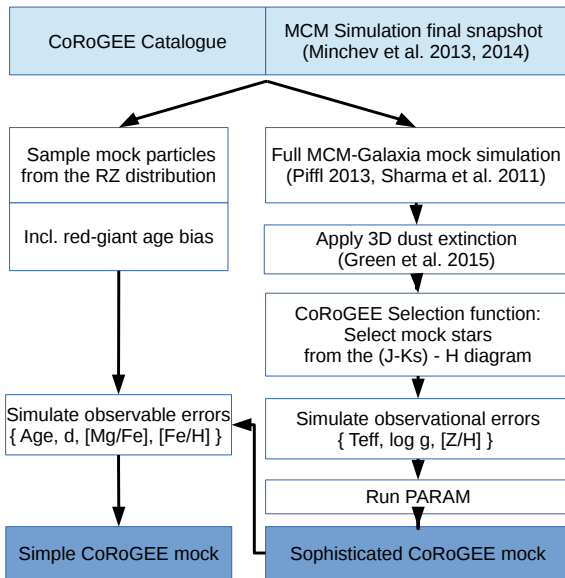 CoRoGEE Catalogue
MCM Simulation final snapshot
(Minchev et al. 2013, 2014)
Sample mock particles
from the RZ distribution
Incl. red-giant age bias
Full MCM-Galaxia mock simulation
(Piffl 2013, Sharma et al. 2011)
Apply 3D dust extinction
(Green et al. 2015)
CoRoGEE Selection function:
Select mock stars
from the (J-Ks) - H diagram
Simulate observable errors
{ Age, d, [Mg/Fe], [Fe/H] }
Simulate observational errors
{ Teff, log g, [Z/H] }
Run PARAM
Simple CoRoGEE mock
Sophisticated CoRoGEE mock